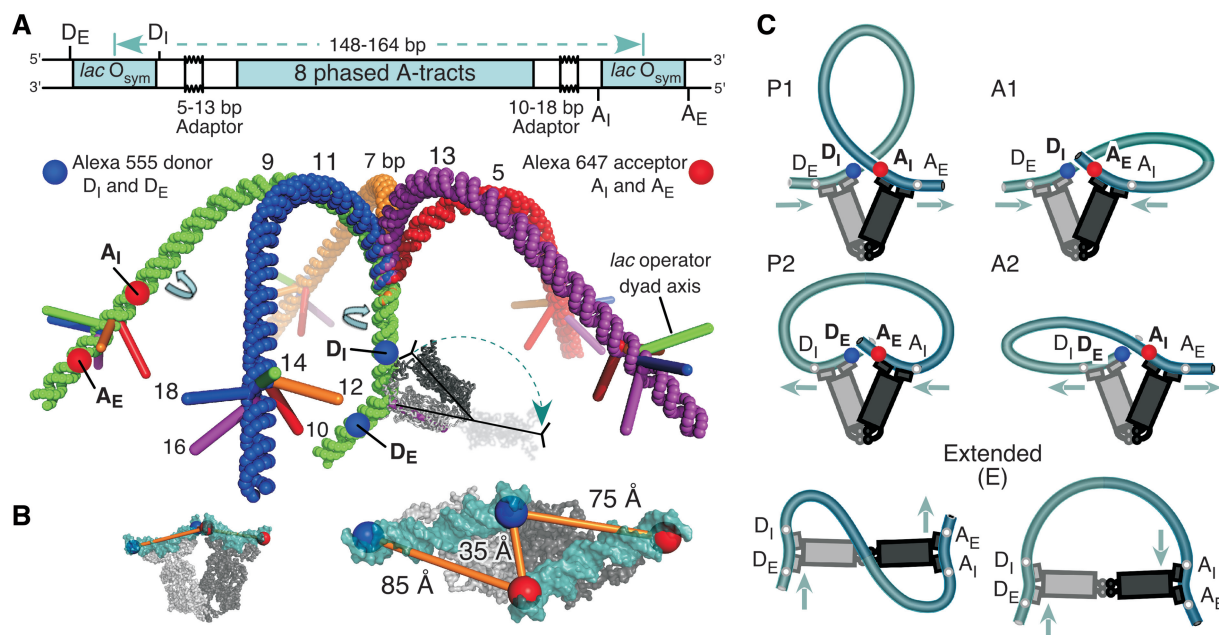 A
D_E
D_I
148-164 bp
5'
3'
lac O_sym
8 phased A-tracts
lac O_sym
3'
5'
5-13 bp
Adaptor
10-18 bp
Adaptor
A_I
A_E
Alexa 555 donor
D_I and D_E
9
11
7 bp
13
5
Alexa 647 acceptor
A_I and A_E
A_I
A_E
lac operator
dyad axis
D_I
D_E
18
14
12
16
10
B
75 Å
35 Å
85 Å
C
P1
D_E
D_I
A_I
A_E
A1
D_E
D_I
A_E
A_I
P2
D_I
D_E
A_E
A_I
A2
D_I
D_E
A_I
A_E
Extended
(E)
D_I
D_E
A_E
A_I
D_I
D_E
A_I
A_E